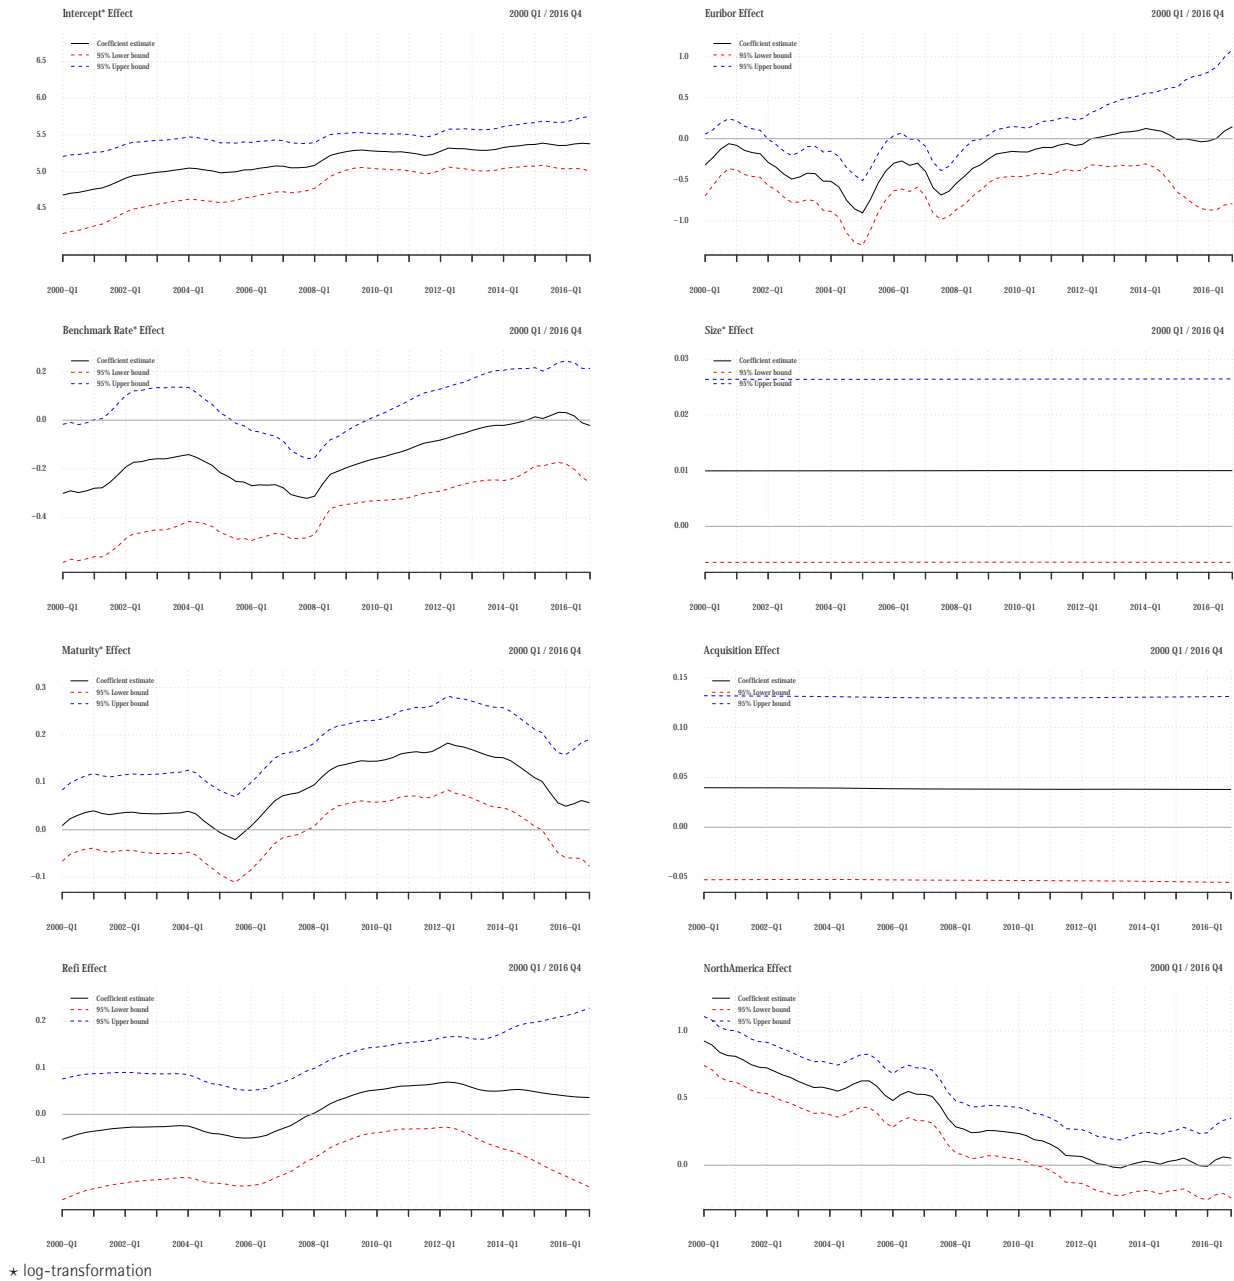 Intercept* Effect 2000 Q1 / 2016 Q4
Coefficient estimate
95% Lower bound
95% Upper bound
6.5
6.0
5.5
5.0
4.5
2000−Q1 2002−Q1 2004−Q1 2006−Q1 2008−Q1 2010−Q1 2012−Q1 2014−Q1 2016−Q1
Euribor Effect 2000 Q1 / 2016 Q4
Coefficient estimate
95% Lower bound
95% Upper bound
1.0
0.5
0.0
−0.5
−1.0
2000−Q1 2002−Q1 2004−Q1 2006−Q1 2008−Q1 2010−Q1 2012−Q1 2014−Q1 2016−Q1
Benchmark Rate* Effect 2000 Q1 / 2016 Q4
Coefficient estimate
95% Lower bound
95% Upper bound
0.2
0.0
−0.2
−0.4
2000−Q1 2002−Q1 2004−Q1 2006−Q1 2008−Q1 2010−Q1 2012−Q1 2014−Q1 2016−Q1
Size* Effect 2000 Q1 / 2016 Q4
Coefficient estimate
95% Lower bound
95% Upper bound
0.03
0.02
0.01
0.00
2000−Q1 2002−Q1 2004−Q1 2006−Q1 2008−Q1 2010−Q1 2012−Q1 2014−Q1 2016−Q1
Maturity* Effect 2000 Q1 / 2016 Q4
Coefficient estimate
95% Lower bound
95% Upper bound
0.3
0.2
0.1
0.0
−0.1
2000−Q1 2002−Q1 2004−Q1 2006−Q1 2008−Q1 2010−Q1 2012−Q1 2014−Q1 2016−Q1
Acquisition Effect 2000 Q1 / 2016 Q4
Coefficient estimate
95% Lower bound
95% Upper bound
0.15
0.10
0.05
0.00
−0.05
2000−Q1 2002−Q1 2004−Q1 2006−Q1 2008−Q1 2010−Q1 2012−Q1 2014−Q1 2016−Q1
Refi Effect 2000 Q1 / 2016 Q4
Coefficient estimate
95% Lower bound
95% Upper bound
0.2
0.1
0.0
−0.1
2000−Q1 2002−Q1 2004−Q1 2006−Q1 2008−Q1 2010−Q1 2012−Q1 2014−Q1 2016−Q1
NorthAmerica Effect 2000 Q1 / 2016 Q4
Coefficient estimate
95% Lower bound
95% Upper bound
1.0
0.5
0.0
2000−Q1 2002−Q1 2004−Q1 2006−Q1 2008−Q1 2010−Q1 2012−Q1 2014−Q1 2016−Q1
⋆ log-transformation